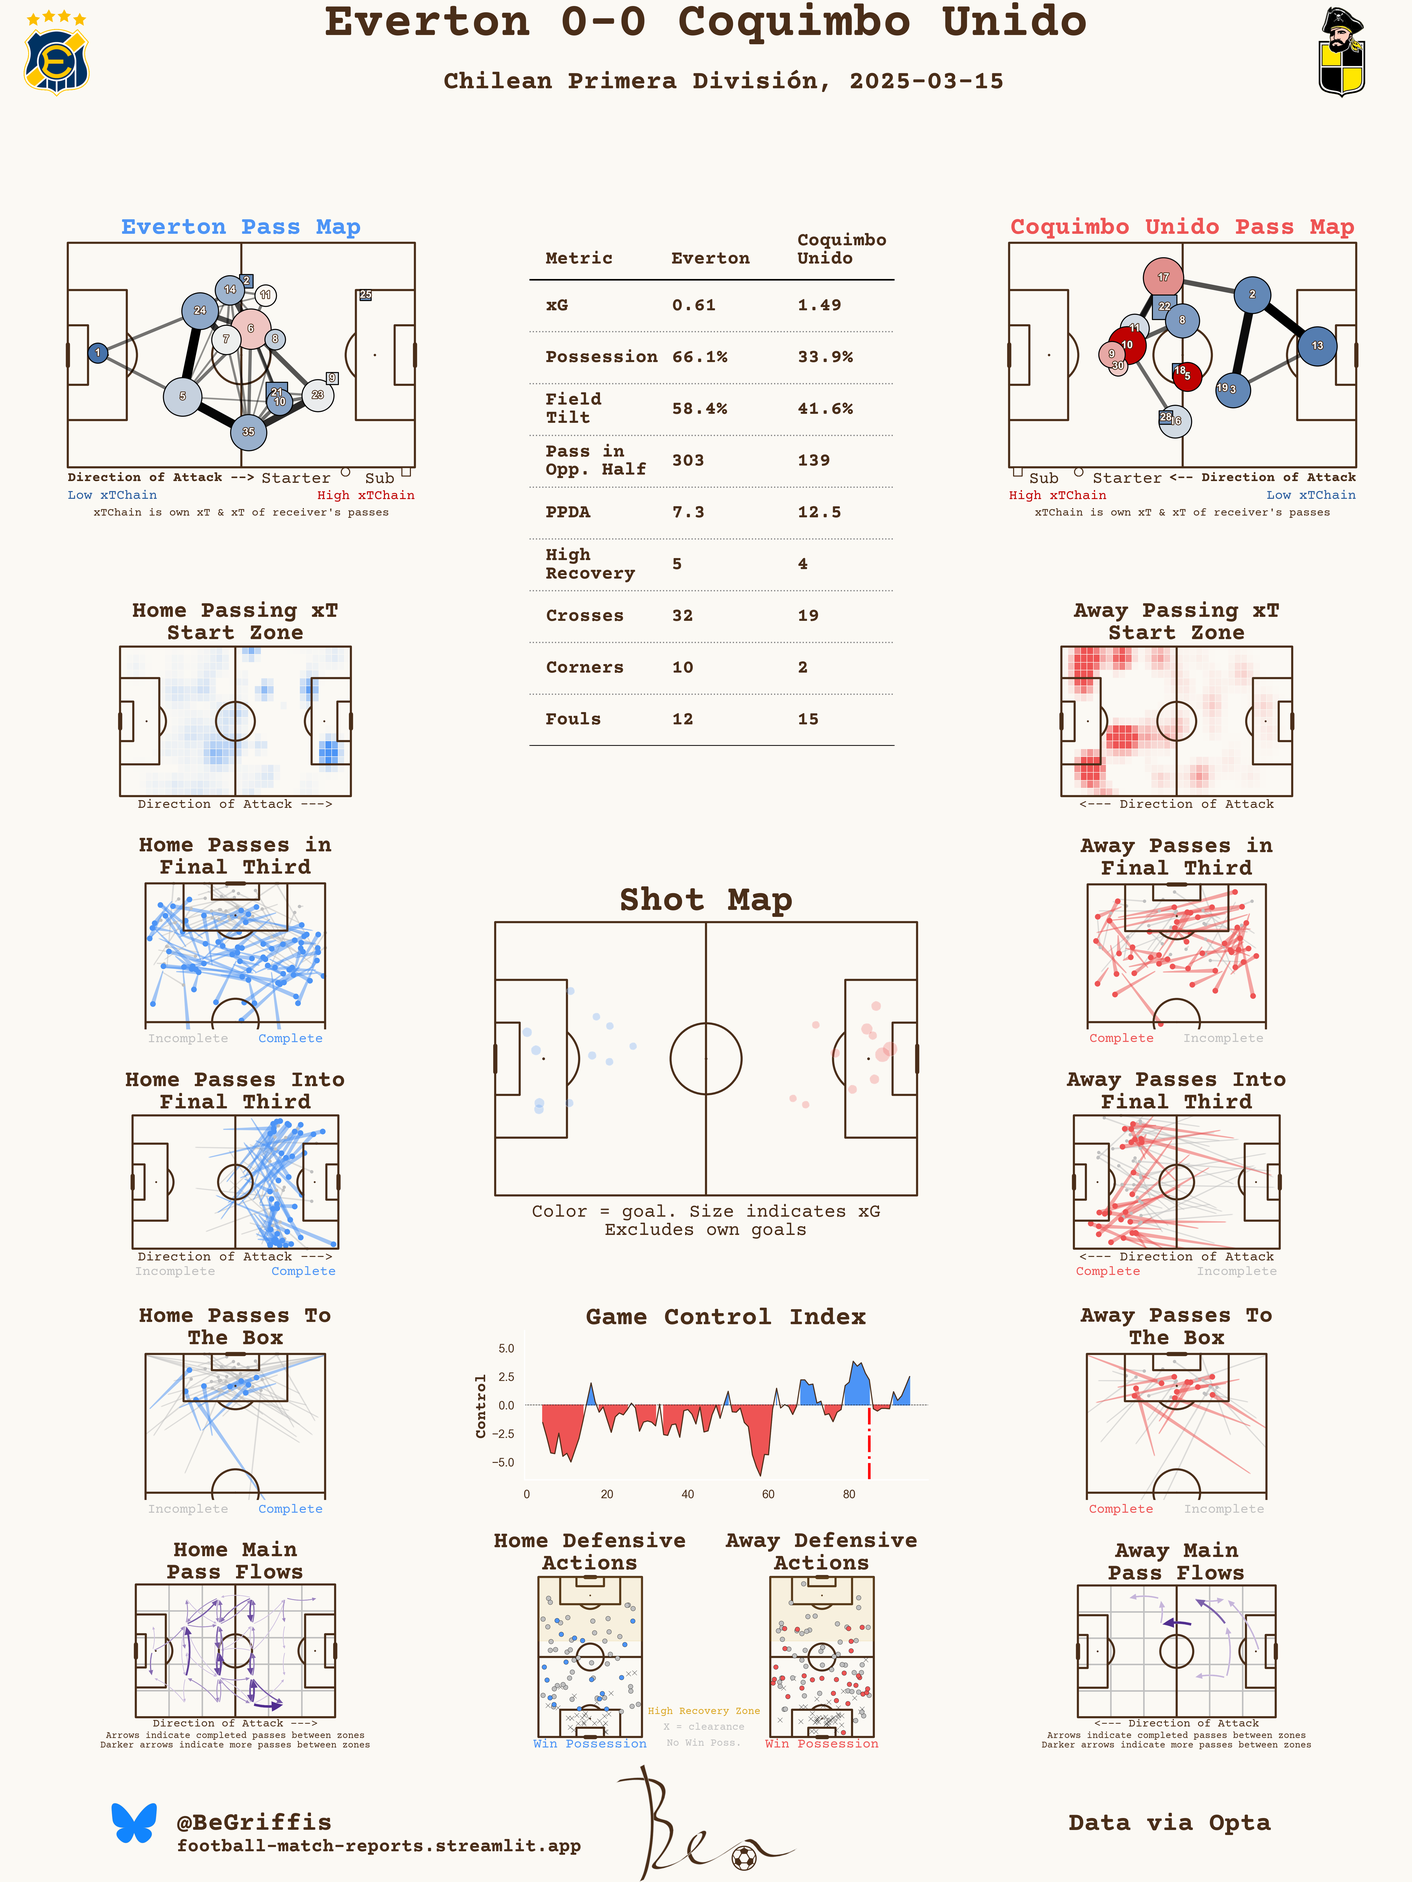 Everton 0-0 Coquimbo Unido
Chilean Primera División, 2025-03-15
Everton Pass Map
1
24
5
14
2
11
6
7
8
21
10
23
9
35
25
Direction of Attack --> Starter Sub
Low xTChain High xTChain
xTChain is own xT & xT of receiver's passes
Metric Everton Coquimbo Unido
xG 0.61 1.49
Possession 66.1% 33.9%
Field Tilt 58.4% 41.6%
Pass in Opp. Half 303 139
PPDA 7.3 12.5
High Recovery 5 4
Crosses 32 19
Corners 10 2
Fouls 12 15
Coquimbo Unido Pass Map
17
2
22
8
11
10
9
30
13
18
5
19
3
28
16
Sub Starter <-- Direction of Attack
High xTChain Low xTChain
xTChain is own xT & xT of receiver's passes
Home Passing xT
Start Zone
Direction of Attack --->
Away Passing xT
Start Zone
<--- Direction of Attack
Home Passes in
Final Third
Incomplete Complete
Away Passes in
Final Third
Complete Incomplete
Shot Map
Color = goal. Size indicates xG
Excludes own goals
Home Passes Into
Final Third
Direction of Attack --->
Incomplete Complete
Away Passes Into
Final Third
<--- Direction of Attack
Complete Incomplete
Home Passes To
The Box
Incomplete Complete
Game Control Index
Control
5.0
2.5
0.0
−2.5
−5.0
0 20 40 60 80
Away Passes To
The Box
Complete Incomplete
Home Main
Pass Flows
Direction of Attack --->
Arrows indicate completed passes between zones
Darker arrows indicate more passes between zones
Home Defensive
Actions
Win Possession
High Recovery Zone
X = clearance
No Win Poss.
Away Defensive
Actions
Win Possession
Away Main
Pass Flows
<--- Direction of Attack
Arrows indicate completed passes between zones
Darker arrows indicate more passes between zones
@BeGriffis
football-match-reports.streamlit.app
Ben
Data via Opta